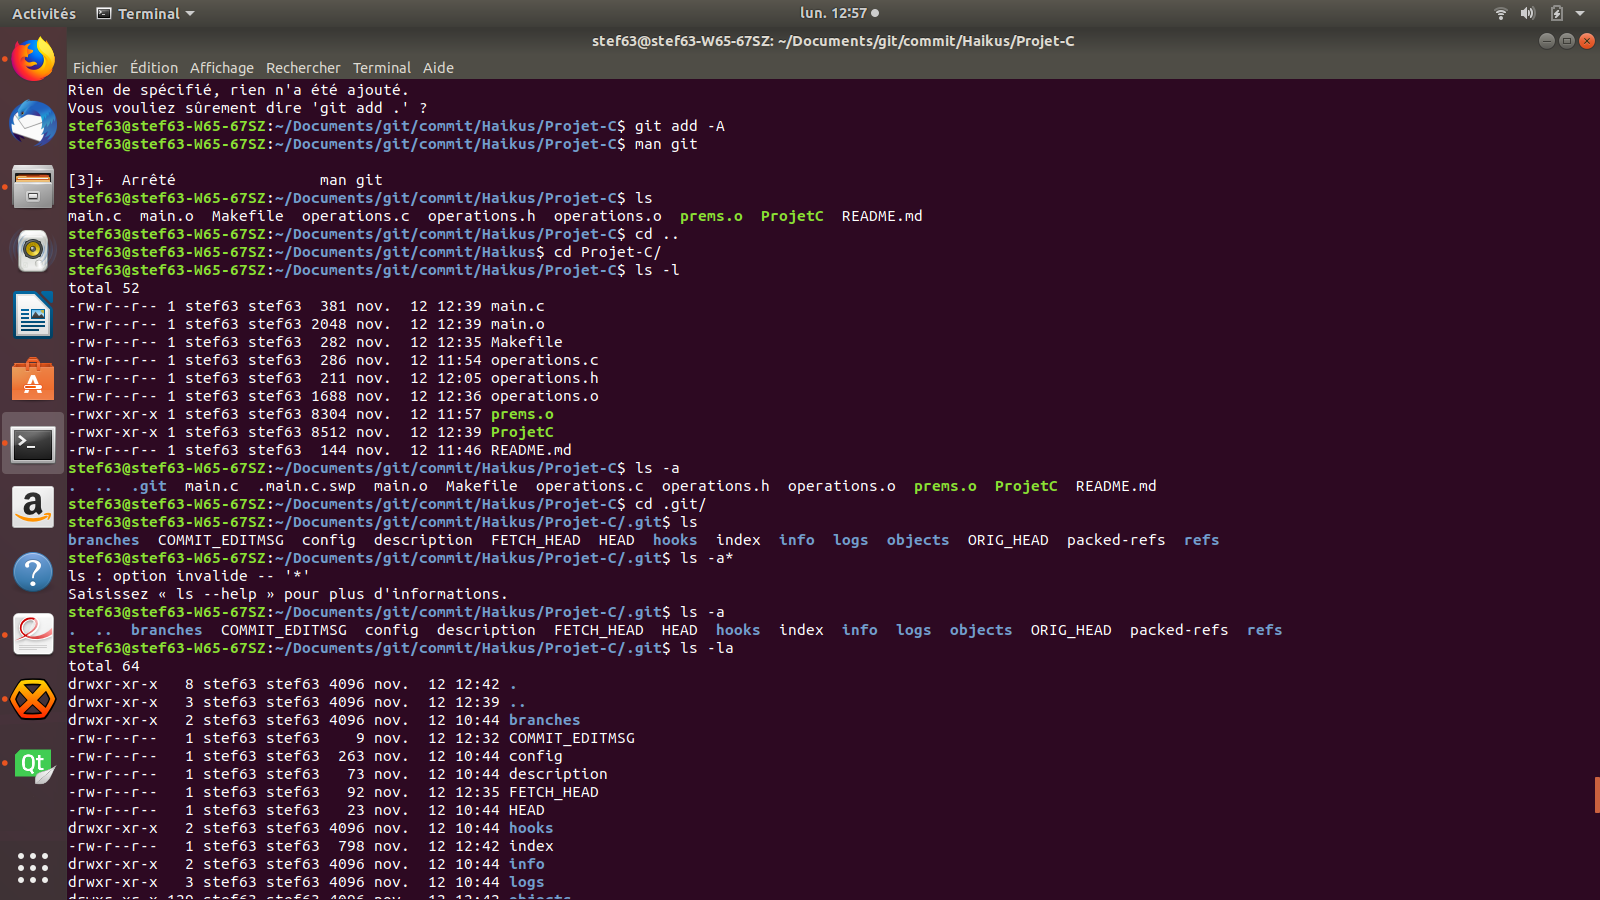 Activités Terminal lun. 12:57
stef63@stef63-W65-67SZ: ~/Documents/git/commit/Haikus/Projet-C
Fichier Édition Affichage Rechercher Terminal Aide
Rien de spécifié, rien n'a été ajouté.
Vous vouliez sûrement dire 'git add .' ?
stef63@stef63-W65-67SZ:~/Documents/git/commit/Haikus/Projet-C$ git add -A
stef63@stef63-W65-67SZ:~/Documents/git/commit/Haikus/Projet-C$ man git
[3]+  Arrêté                man git
stef63@stef63-W65-67SZ:~/Documents/git/commit/Haikus/Projet-C$ ls
main.c  main.o  Makefile  operations.c  operations.h  operations.o  prems.o  ProjetC  README.md
stef63@stef63-W65-67SZ:~/Documents/git/commit/Haikus/Projet-C$ cd ..
stef63@stef63-W65-67SZ:~/Documents/git/commit/Haikus$ cd Projet-C/
stef63@stef63-W65-67SZ:~/Documents/git/commit/Haikus/Projet-C$ ls -l
total 52
-rw-r--r-- 1 stef63 stef63  381 nov.  12 12:39 main.c
-rw-r--r-- 1 stef63 stef63 2048 nov.  12 12:39 main.o
-rw-r--r-- 1 stef63 stef63  282 nov.  12 12:35 Makefile
-rw-r--r-- 1 stef63 stef63  286 nov.  12 11:54 operations.c
-rw-r--r-- 1 stef63 stef63  211 nov.  12 12:05 operations.h
-rw-r--r-- 1 stef63 stef63 1688 nov.  12 12:36 operations.o
-rwxr-xr-x 1 stef63 stef63 8304 nov.  12 11:57 prems.o
-rwxr-xr-x 1 stef63 stef63 8512 nov.  12 12:39 ProjetC
-rw-r--r-- 1 stef63 stef63  144 nov.  12 11:46 README.md
stef63@stef63-W65-67SZ:~/Documents/git/commit/Haikus/Projet-C$ ls -a
.  ..  .git  main.c  .main.c.swp  main.o  Makefile  operations.c  operations.h  operations.o  prems.o  ProjetC  README.md
stef63@stef63-W65-67SZ:~/Documents/git/commit/Haikus/Projet-C$ cd .git/
stef63@stef63-W65-67SZ:~/Documents/git/commit/Haikus/Projet-C/.git$ ls
branches  COMMIT_EDITMSG  config  description  FETCH_HEAD  HEAD  hooks  index  info  logs  objects  ORIG_HEAD  packed-refs  refs
stef63@stef63-W65-67SZ:~/Documents/git/commit/Haikus/Projet-C/.git$ ls -a*
ls : option invalide -- '*'
Saisissez « ls --help » pour plus d'informations.
stef63@stef63-W65-67SZ:~/Documents/git/commit/Haikus/Projet-C/.git$ ls -a
.  ..  branches  COMMIT_EDITMSG  config  description  FETCH_HEAD  HEAD  hooks  index  info  logs  objects  ORIG_HEAD  packed-refs  refs
stef63@stef63-W65-67SZ:~/Documents/git/commit/Haikus/Projet-C/.git$ ls -la
total 64
drwxr-xr-x   8 stef63 stef63 4096 nov.  12 12:42 .
drwxr-xr-x   3 stef63 stef63 4096 nov.  12 12:39 ..
drwxr-xr-x   2 stef63 stef63 4096 nov.  12 10:44 branches
-rw-r--r--   1 stef63 stef63    9 nov.  12 12:32 COMMIT_EDITMSG
-rw-r--r--   1 stef63 stef63  263 nov.  12 10:44 config
-rw-r--r--   1 stef63 stef63   73 nov.  12 10:44 description
-rw-r--r--   1 stef63 stef63   92 nov.  12 12:35 FETCH_HEAD
-rw-r--r--   1 stef63 stef63   23 nov.  12 10:44 HEAD
drwxr-xr-x   2 stef63 stef63 4096 nov.  12 10:44 hooks
-rw-r--r--   1 stef63 stef63  798 nov.  12 12:42 index
drwxr-xr-x   2 stef63 stef63 4096 nov.  12 10:44 info
drwxr-xr-x   3 stef63 stef63 4096 nov.  12 10:44 logs